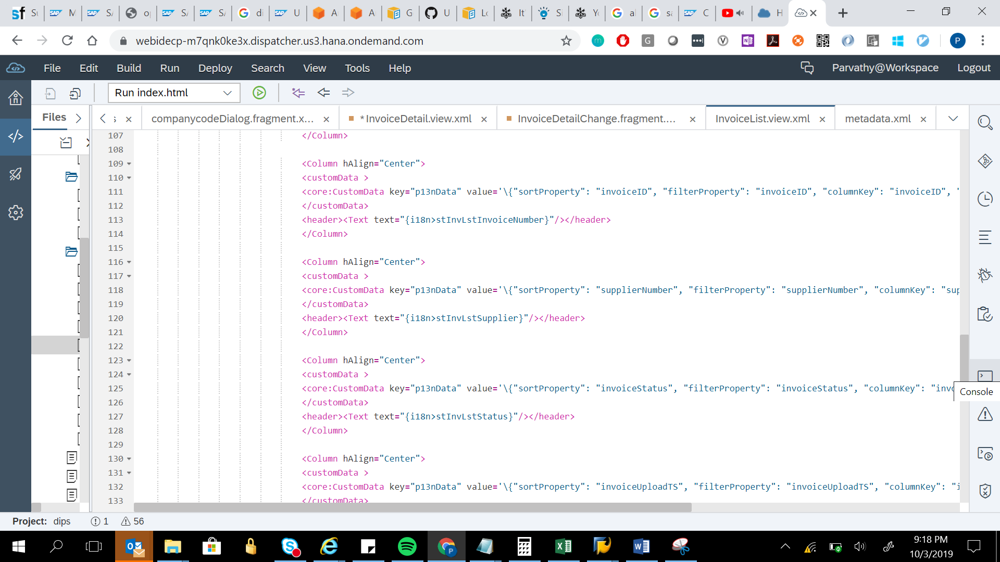 webidecp-m7qnk0ke3x.dispatcher.us3.hana.ondemand.com
File Edit Build Run Deploy Search View Tools Help Parvathy@Workspace Logout
Run index.html
Files
companycodeDialog.fragment.x... *InvoiceDetail.view.xml InvoiceDetailChange.fragment.... InvoiceList.view.xml metadata.xml
107 </Column>
108
109 <Column hAlign="Center">
110 <customData >
111 <core:CustomData key="p13nData" value='\{"sortProperty": "invoiceID", "filterProperty": "invoiceID", "columnKey": "invoiceID", '
112 </customData>
113 <header><Text text="{i18n>stInvLstInvoiceNumber}"/></header>
114 </Column>
115
116 <Column hAlign="Center">
117 <customData >
118 <core:CustomData key="p13nData" value='\{"sortProperty": "supplierNumber", "filterProperty": "supplierNumber", "columnKey": "sup
119 </customData>
120 <header><Text text="{i18n>stInvLstSupplier}"/></header>
121 </Column>
122
123 <Column hAlign="Center">
124 <customData >
125 <core:CustomData key="p13nData" value='\{"sortProperty": "invoiceStatus", "filterProperty": "invoiceStatus", "columnKey": "invo
Console
126 </customData>
127 <header><Text text="{i18n>stInvLstStatus}"/></header>
128 </Column>
129
130 <Column hAlign="Center">
131 <customData >
132 <core:CustomData key="p13nData" value='\{"sortProperty": "invoiceUploadTS", "filterProperty": "invoiceUploadTS", "columnKey": "i
133 </customData>
Project: dips 1 56
9:18 PM
10/3/2019